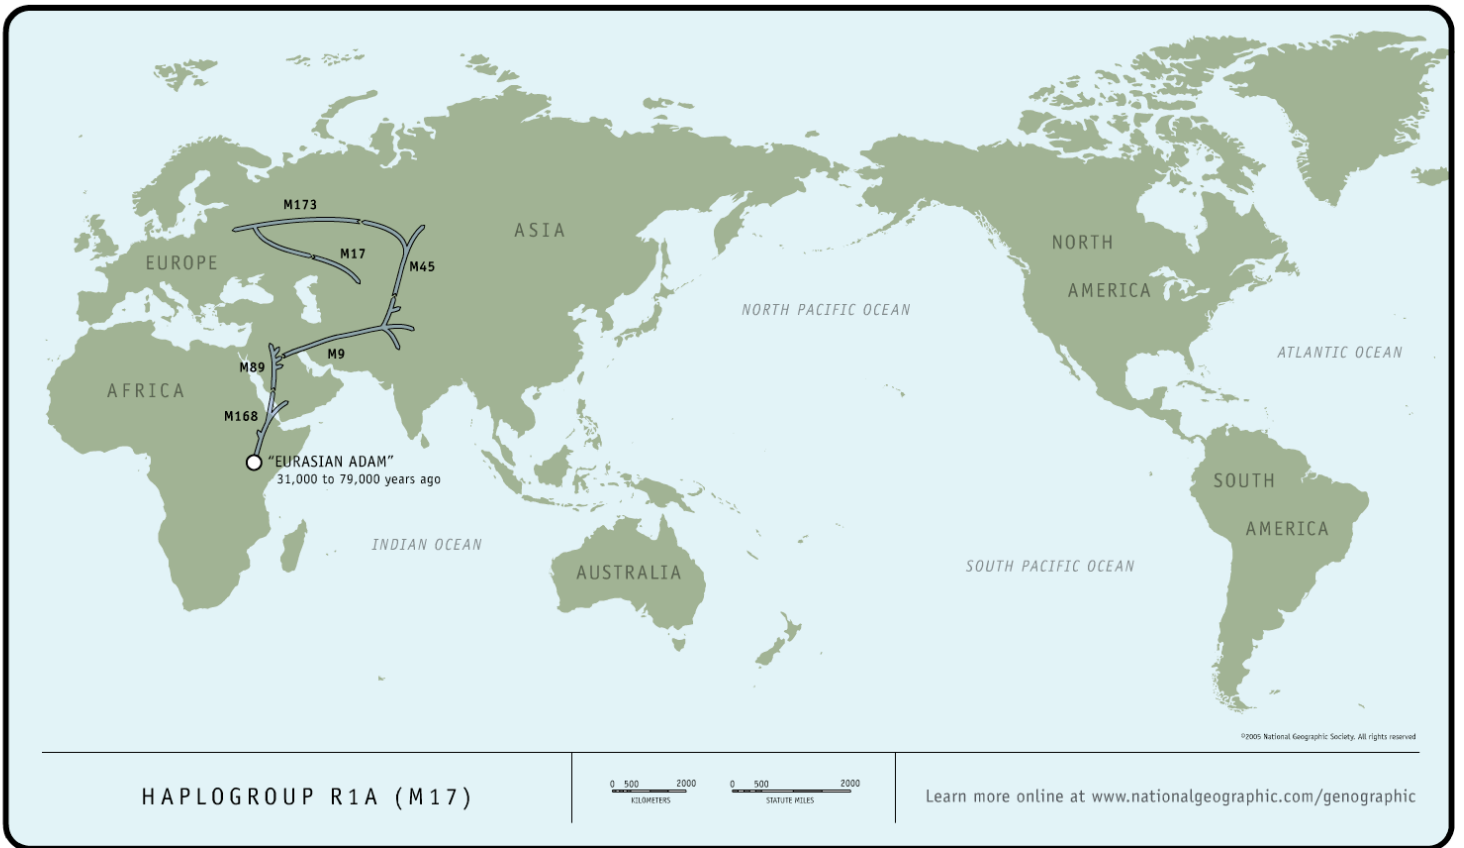 M173
ASIA
NORTH
M17
EUROPE
M45
AMERICA
NORTH PACIFIC OCEAN
M9
ATLANTIC OCEAN
M89
AFRICA
M168
"EURASIAN ADAM"
31,000 to 79,000 years ago
SOUTH
AMERICA
INDIAN OCEAN
SOUTH PACIFIC OCEAN
AUSTRALIA
©2005 National Geographic Society. All rights reserved
HAPLOGROUP R1A (M17)
0 500 2000
KILOMETERS
0 500 2000
STATUTE MILES
Learn more online at www.nationalgeographic.com/genographic